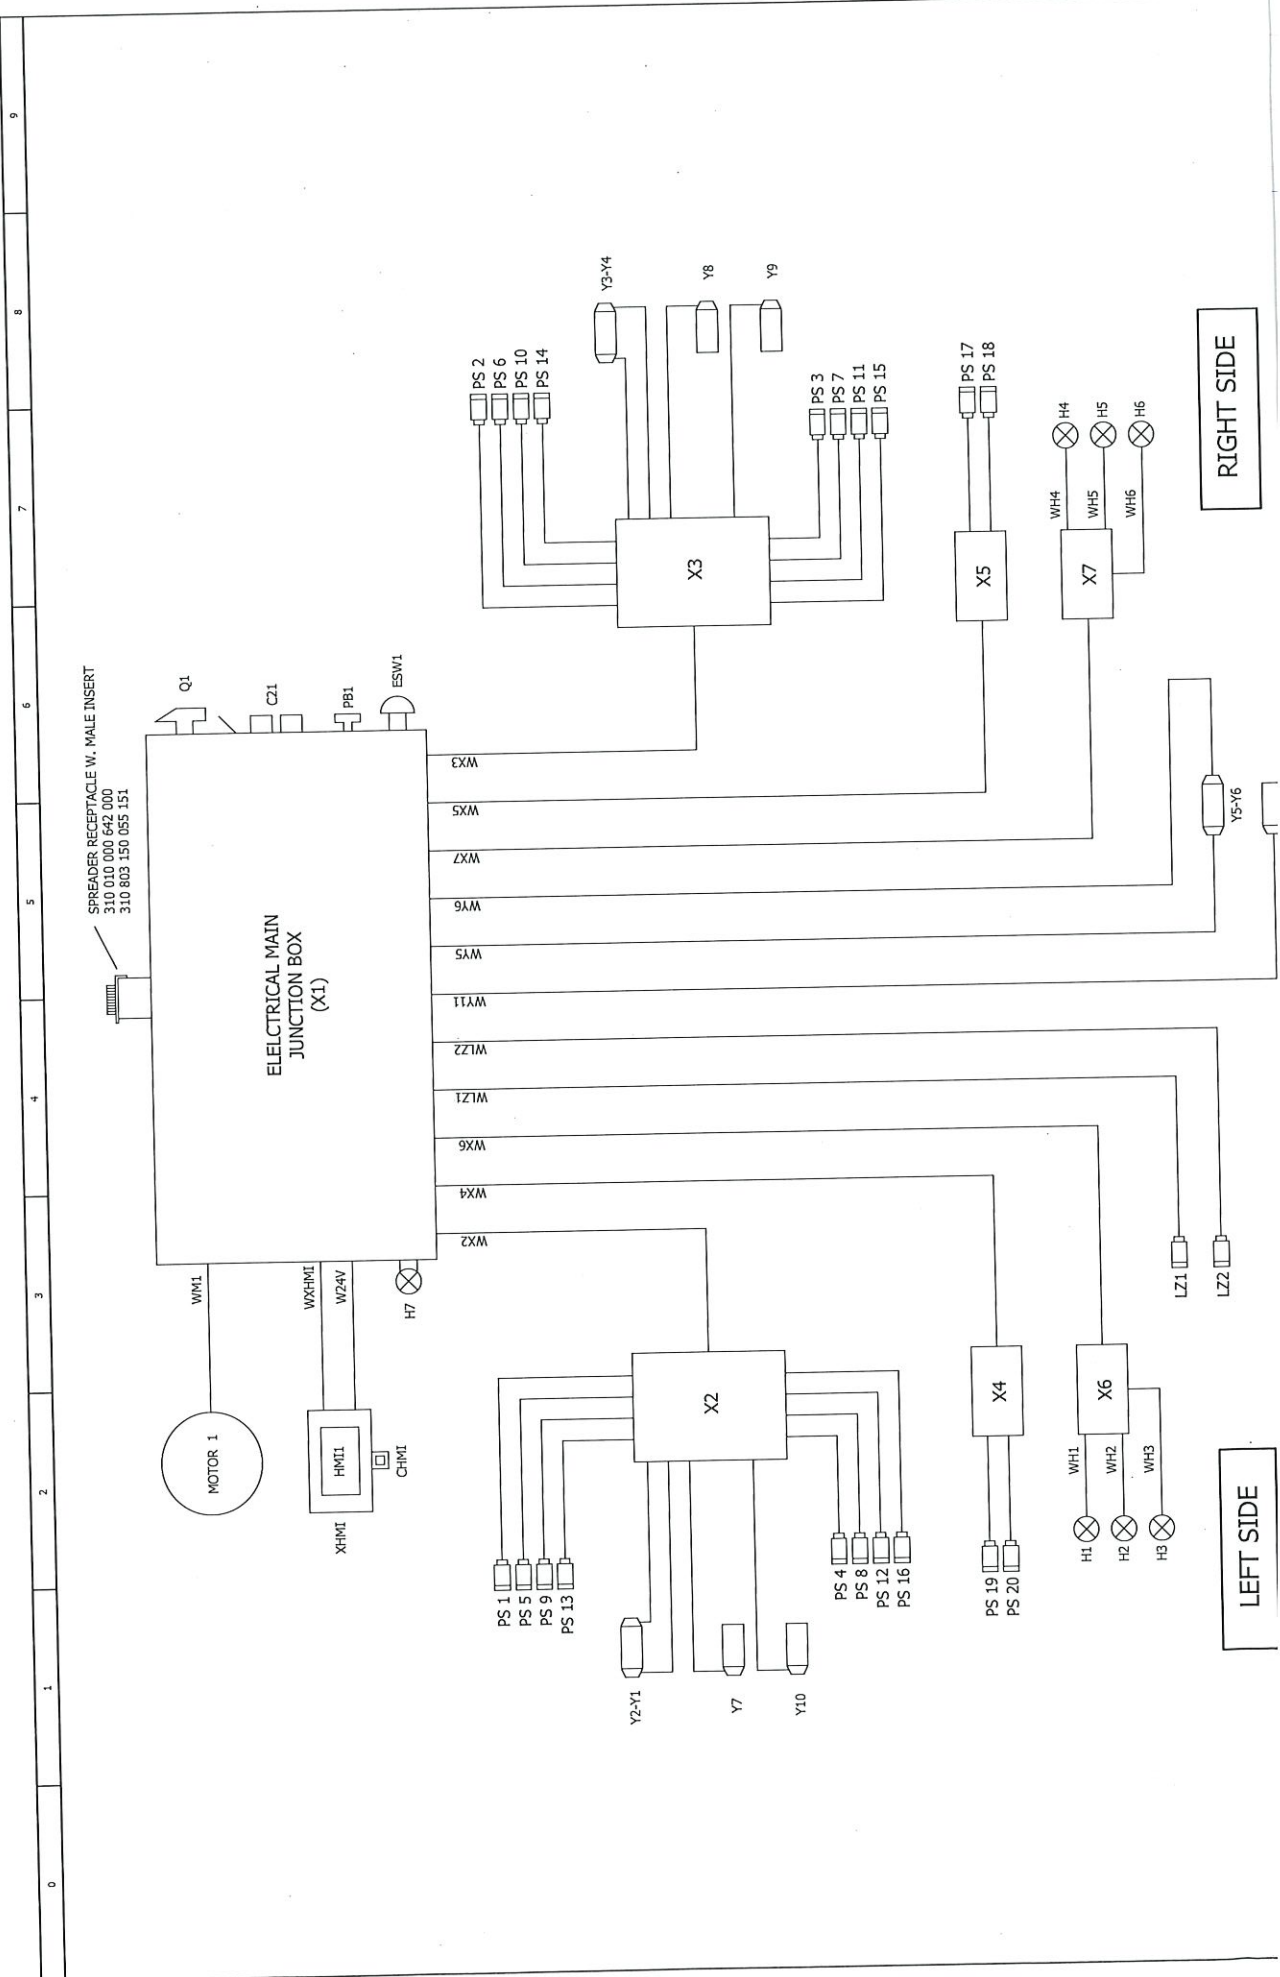 0
1
2
3
4
5
6
7
8
9
SPREADER RECEPTACLE W. MALE INSERT
310 010 000 642 000
310 803 150 055 151
ELELCTRICAL MAIN
JUNCTION BOX
(X1)
Q1
C21
PB1
ESW1
WM1
MOTOR 1
WXHMI
W24V
HMI1
XHMI
CHMI
H7
WX2
WX4
WX6
WLZ1
WLZ2
WY11
WY5
WY6
WX7
WX5
WX3
PS 1
PS 5
PS 9
PS 13
Y2-Y1
Y7
Y10
X2
PS 4
PS 8
PS 12
PS 16
PS 2
PS 6
PS 10
PS 14
Y3-Y4
Y8
Y9
X3
PS 3
PS 7
PS 11
PS 15
PS 19
PS 20
X4
X5
PS 17
PS 18
H1
WH1
H2
WH2
H3
WH3
X6
X7
WH4
H4
WH5
H5
WH6
H6
LZ1
LZ2
Y5-Y6
LEFT SIDE
RIGHT SIDE